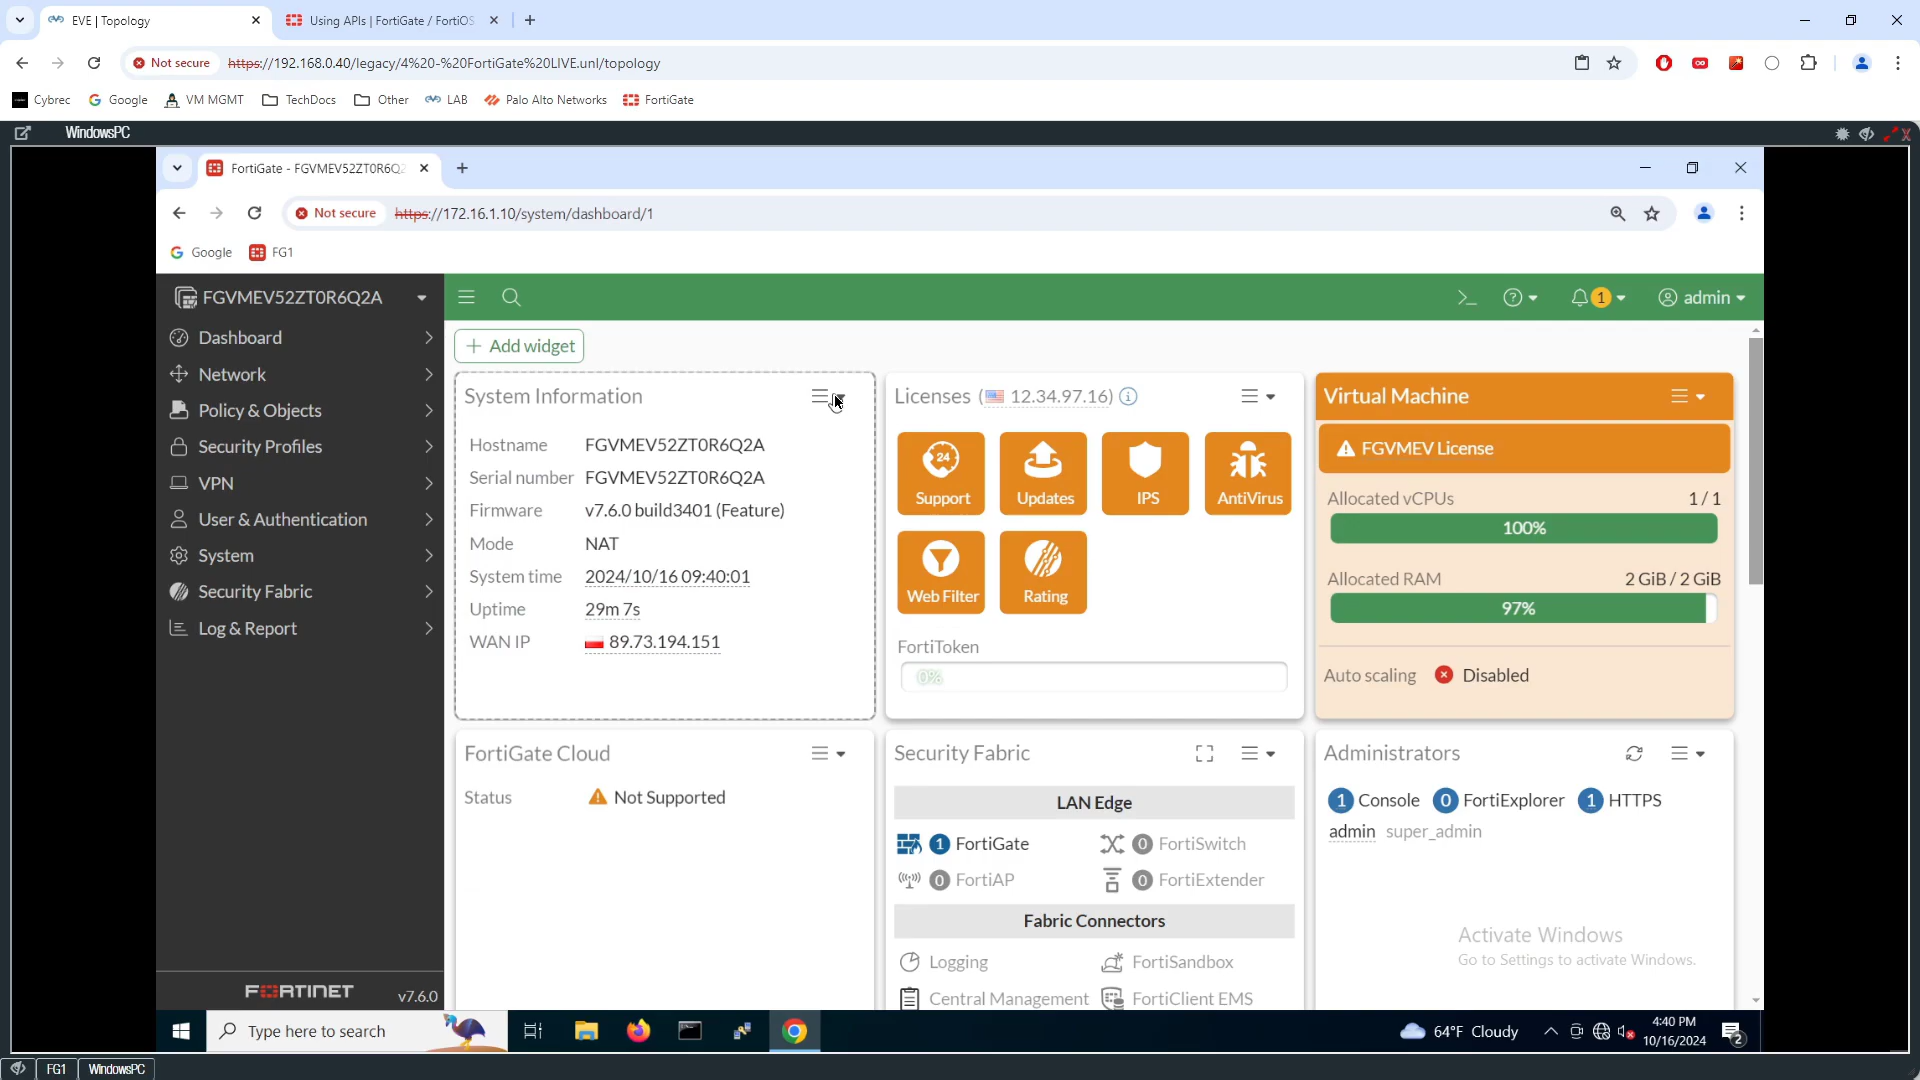 EVE | Topology
Using APIs | FortiGate / FortiOS
Not secure
https://192.168.0.40/legacy/4%20-%20FortiGate%20LIVE.unl/topology
Cybrec
Google
VM MGMT
TechDocs
Other
LAB
Palo Alto Networks
FortiGate
WindowsPC
FortiGate - FGVMEV52ZT0R6Q2
Not secure
https://172.16.1.10/system/dashboard/1
Google
FG1
FGVMEV52ZT0R6Q2A
1
admin
Dashboard
Network
Policy & Objects
Security Profiles
VPN
User & Authentication
System
Security Fabric
Log & Report
FORTINET
v7.6.0
Add widget
System Information
Hostname FGVMEV52ZT0R6Q2A
Serial number FGVMEV52ZT0R6Q2A
Firmware v7.6.0 build3401 (Feature)
Mode NAT
System time 2024/10/16 09:40:01
Uptime 29m 7s
WAN IP 89.73.194.151
Licenses (12.34.97.16)
24
Support
Updates
IPS
AntiVirus
Web Filter
Rating
FortiToken
0%
Virtual Machine
FGVMEV License
Allocated vCPUs 1 / 1
100%
Allocated RAM 2 GiB / 2 GiB
97%
Auto scaling Disabled
FortiGate Cloud
Status Not Supported
Security Fabric
LAN Edge
1 FortiGate
0 FortiSwitch
0 FortiAP
0 FortiExtender
Fabric Connectors
Logging
FortiSandbox
Central Management
FortiClient EMS
Administrators
1 Console 0 FortiExplorer 1 HTTPS
admin super_admin
Activate Windows
Go to Settings to activate Windows.
Type here to search
64°F Cloudy
4:40 PM
10/16/2024
2
FG1
WindowsPC